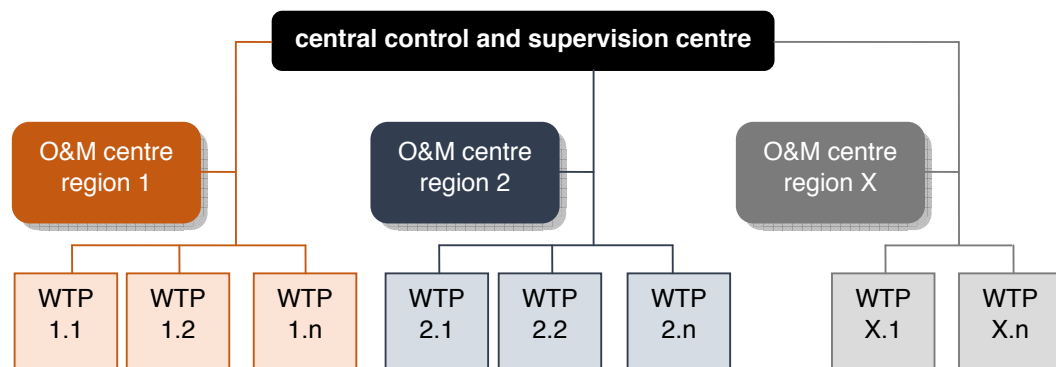 central control and supervision centre
O&M centre
region 1
O&M centre
region 2
O&M centre
region X
WTP
1.1
WTP
1.2
WTP
1.n
WTP
2.1
WTP
2.2
WTP
2.n
WTP
X.1
WTP
X.n